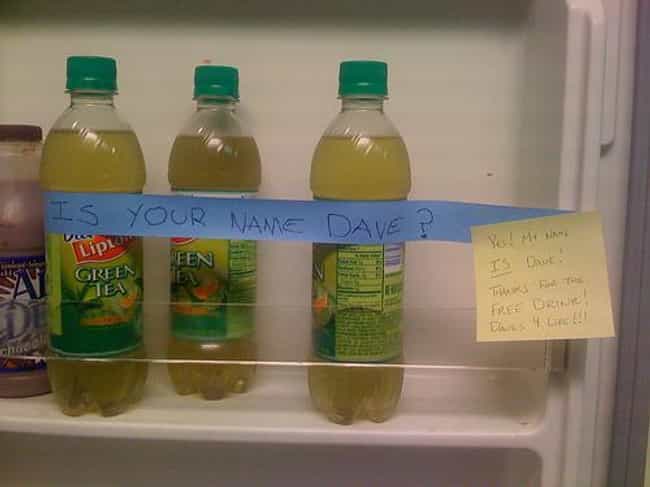 IS YOUR NAME DAVE?
Yes! My Name
IS Dave!
Thanks for the
FREE DRINK!
Daves 4 Life!!!
Lipton
GREEN
TEA
EEN
EA
N